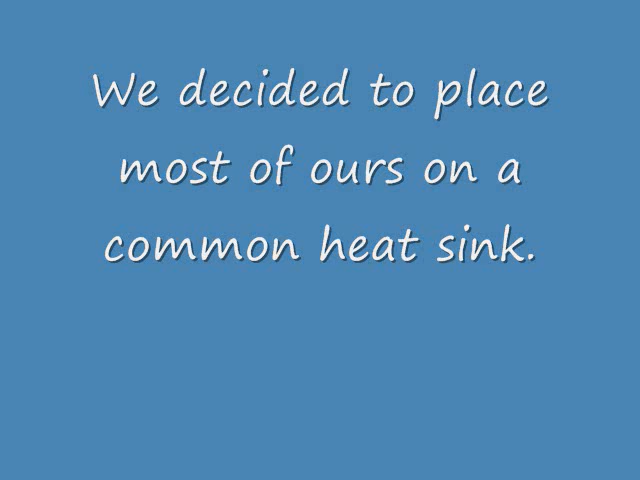 We decided to place
most of ours on a
common heat sink.